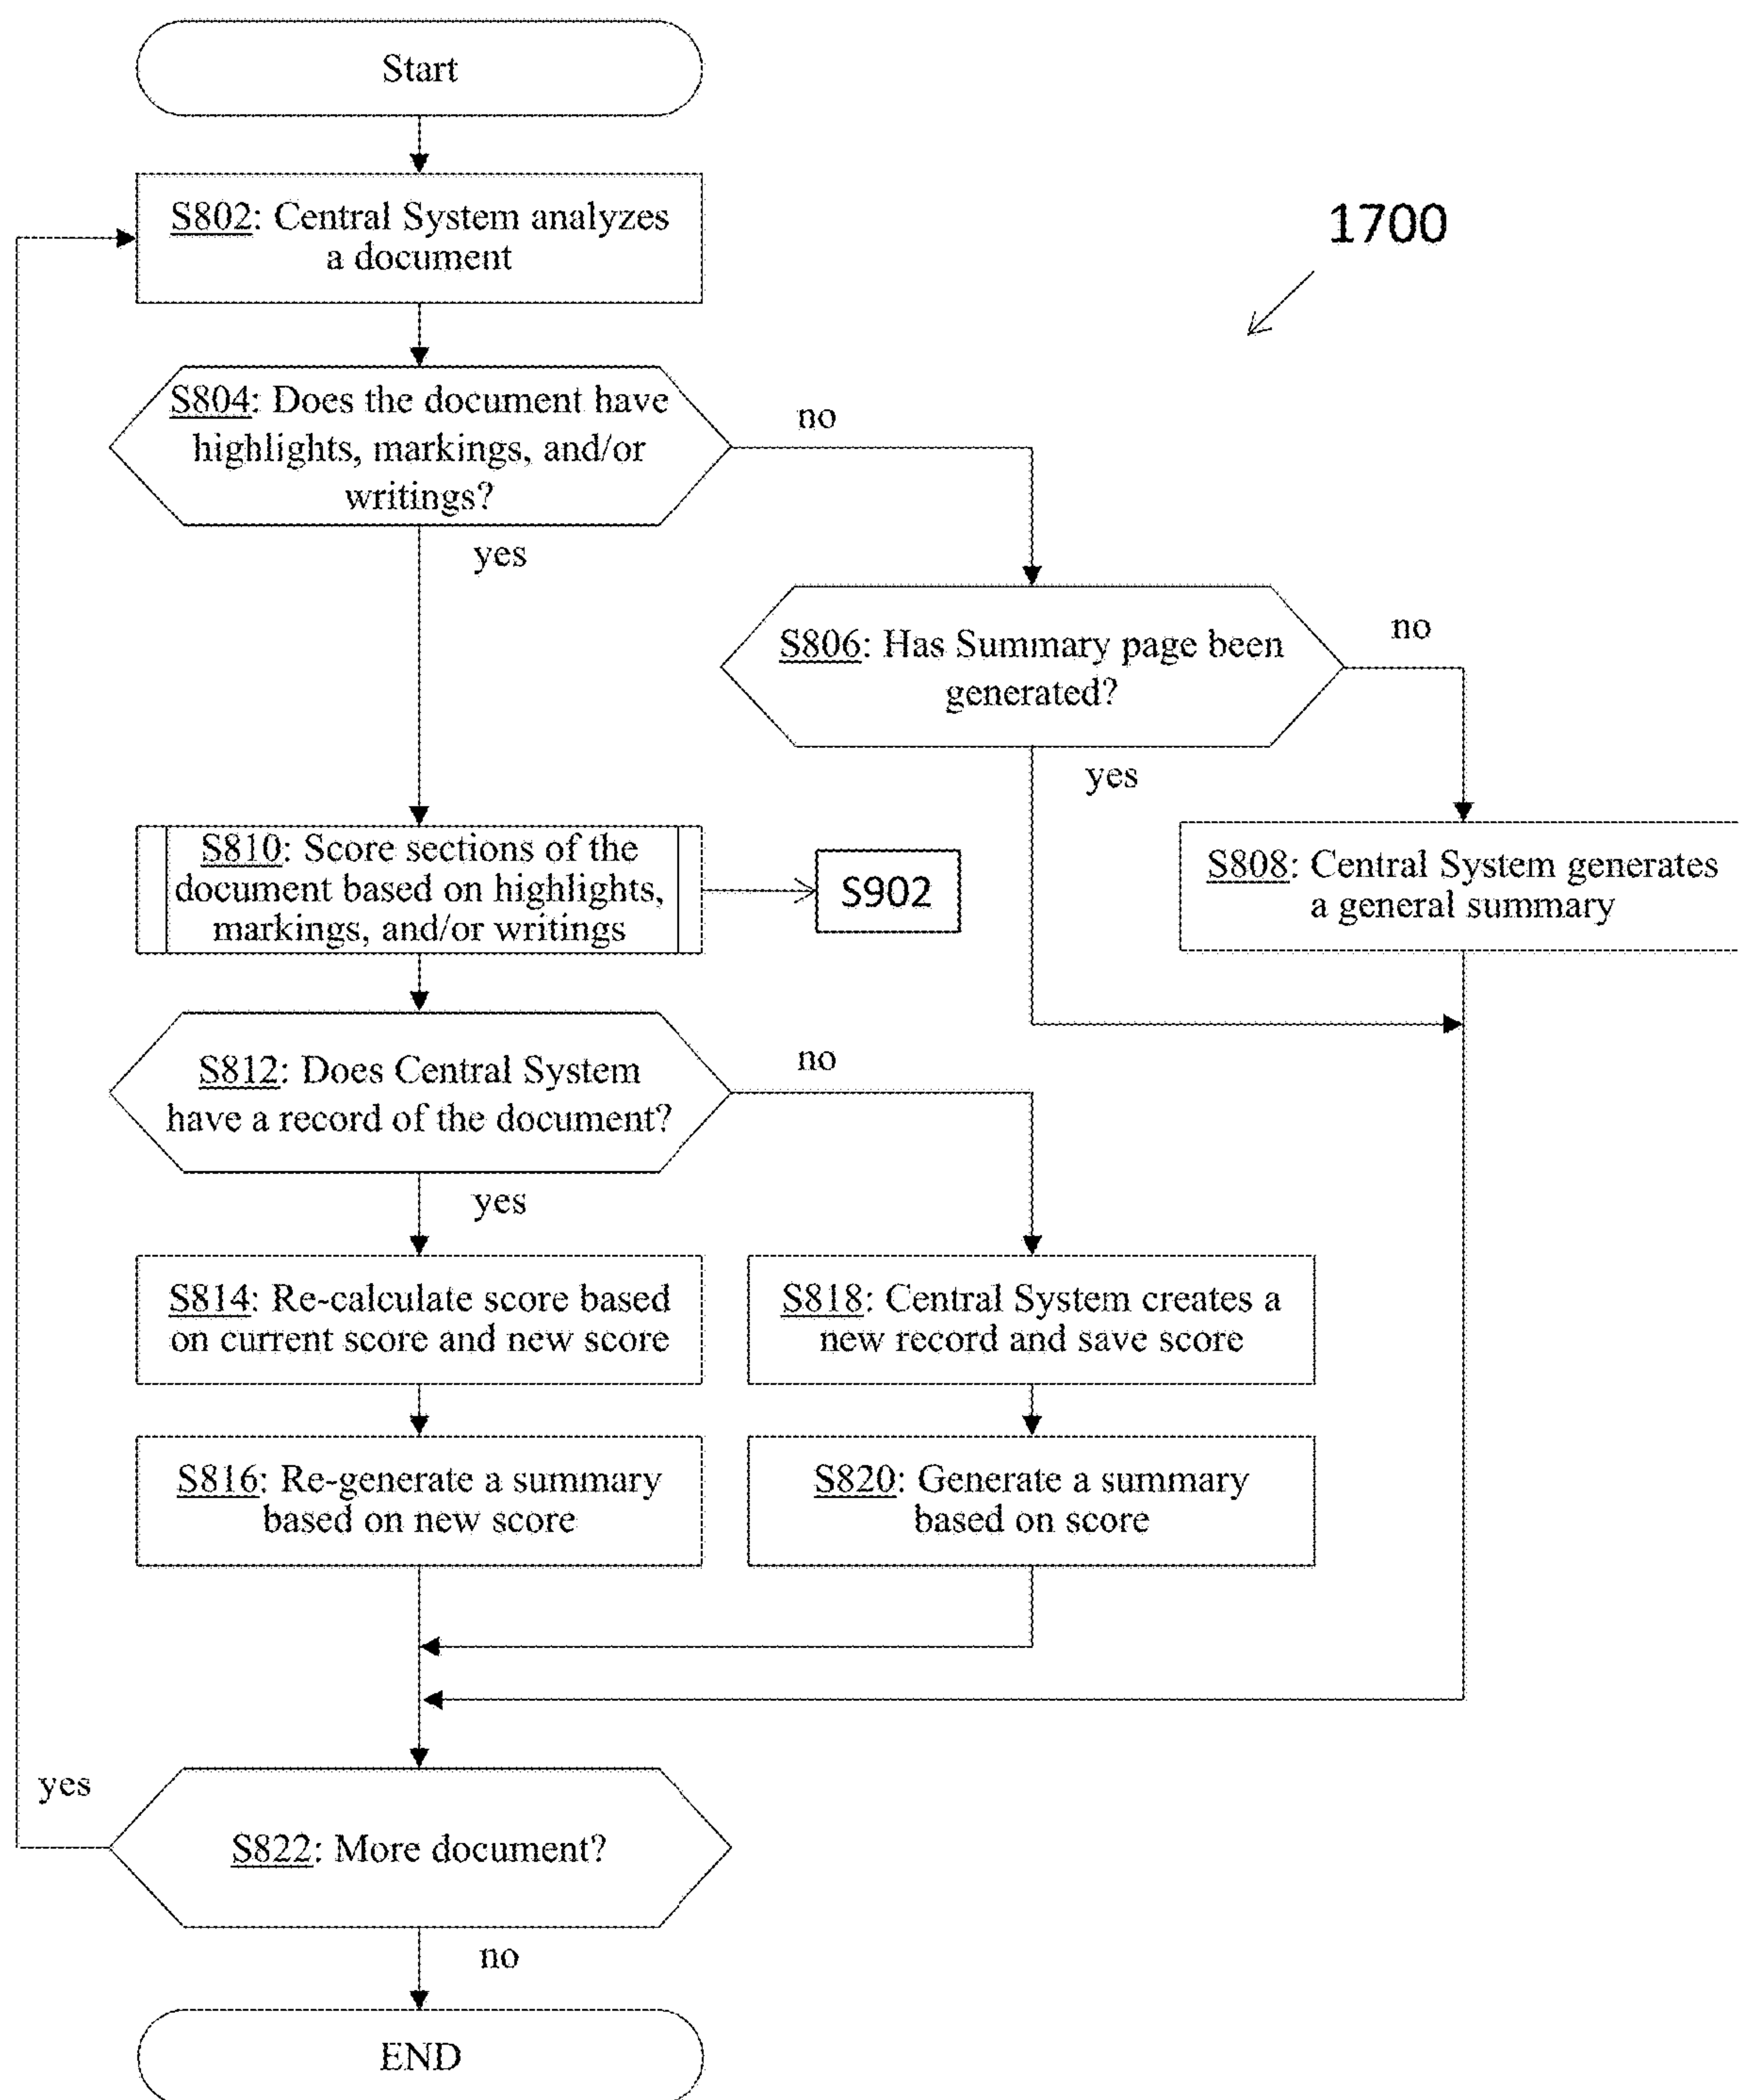 Start
S802: Central System analyzes
a document
1700
S804: Does the document have
highlights, markings, and/or
writings?
no
yes
S806: Has Summary page been
generated?
no
yes
S808: Central System generates
a general summary
S810: Score sections of the
document based on highlights,
markings, and/or writings
S902
S812: Does Central System
have a record of the document?
no
yes
S814: Re-calculate score based
on current score and new score
S818: Central System creates a
new record and save score
S816: Re-generate a summary
based on new score
S820: Generate a summary
based on score
yes
S822: More document?
no
END